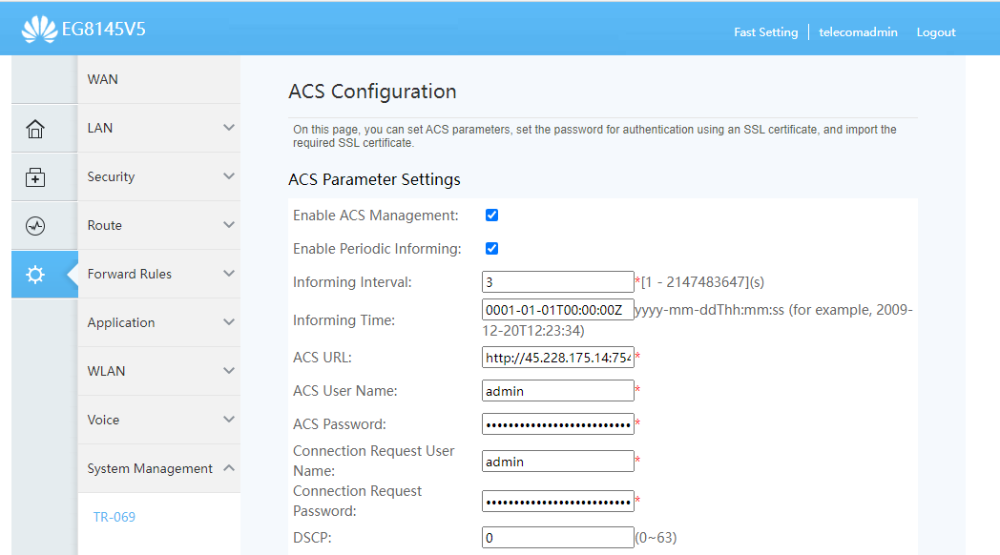 EG8145V5
Fast Setting
telecomadmin
Logout
WAN
LAN
Security
Route
Forward Rules
Application
WLAN
Voice
System Management
TR-069
ACS Configuration
On this page, you can set ACS parameters, set the password for authentication using an SSL certificate, and import the
required SSL certificate.
ACS Parameter Settings
Enable ACS Management:
Enable Periodic Informing:
Informing Interval: 3 *[1 - 2147483647](s)
Informing Time: 0001-01-01T00:00:00Z yyyy-mm-ddThh:mm:ss (for example, 2009-
12-20T12:23:34)
ACS URL: http://45.228.175.14:754 *
ACS User Name: admin *
ACS Password: •••••••••••••••••••••••••• *
Connection Request User
Name: admin *
Connection Request
Password: •••••••••••••••••••••••••• *
DSCP: 0 (0~63)